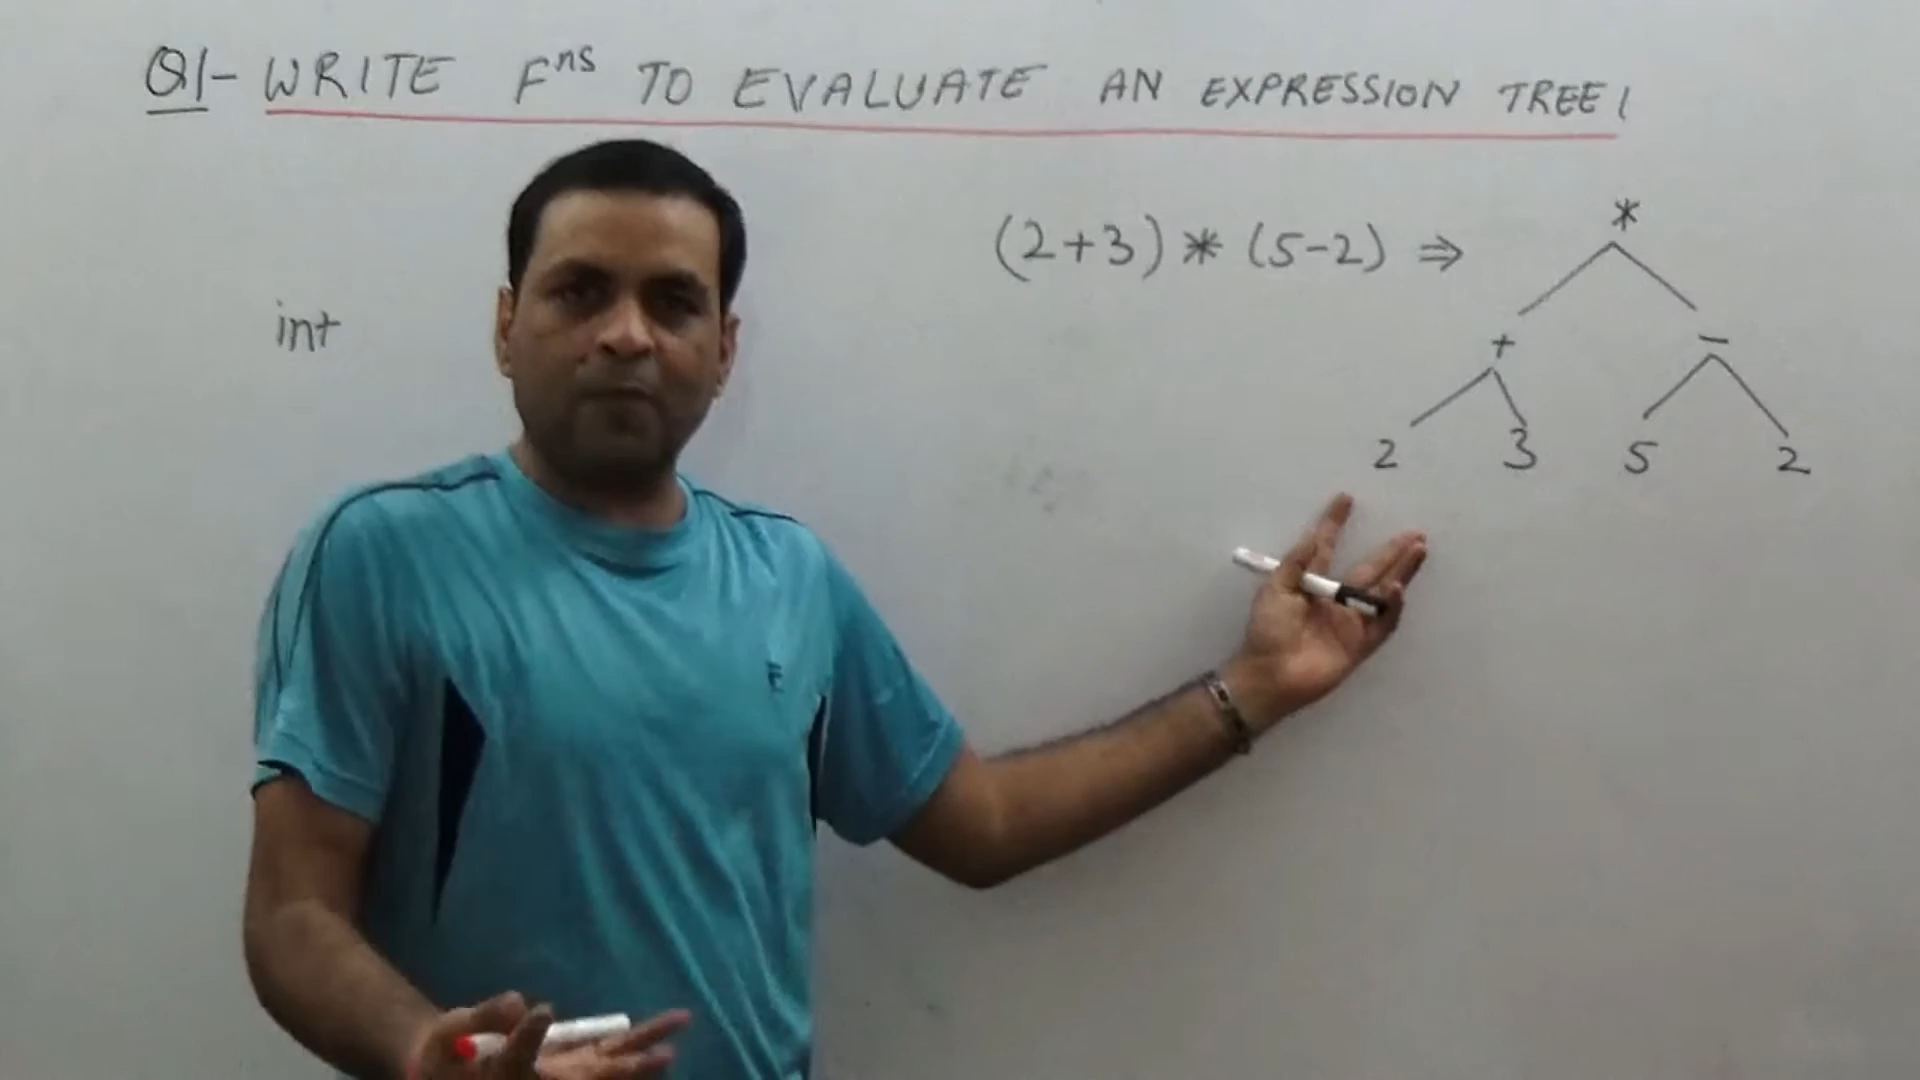 Q1- WRITE Fns TO EVALUATE AN EXPRESSION TREE!
(2+3) * (5-2) ⇒
*
int
+ -
2 3 5 2